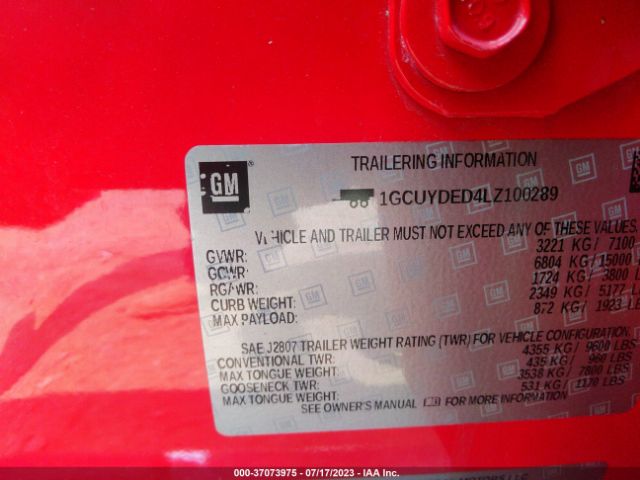 GM
TRAILERING INFORMATION
1GCUYDED4LZ100289
VEHICLE AND TRAILER MUST NOT EXCEED ANY OF THESE VALUES.
GVWR: 3221 KG / 7100
GCWR: 6804 KG / 15000
RGAWR: 1724 KG / 3800
CURB WEIGHT: 2349 KG / 5177 LB
MAX PAYLOAD: 872 KG / 1923 LB
SAE J2807 TRAILER WEIGHT RATING (TWR) FOR VEHICLE CONFIGURATION.
CONVENTIONAL TWR: 4355 KG / 9600 LBS
MAX TONGUE WEIGHT: 435 KG / 960 LBS
GOOSENECK TWR: 3538 KG / 7800 LBS
MAX TONGUE WEIGHT: 531 KG / 1170 LBS
SEE OWNER'S MANUAL FOR MORE INFORMATION
000-37073975 - 07/17/2023 - IAA Inc.